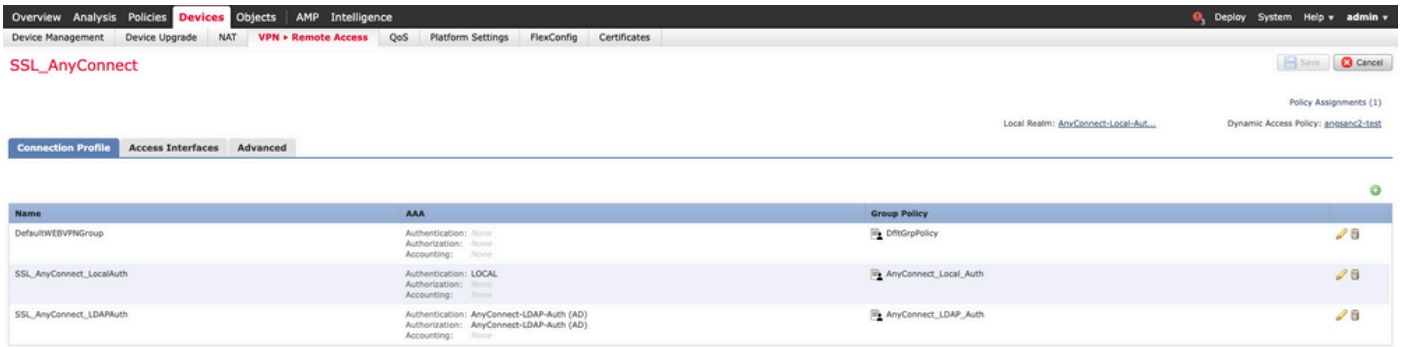 Overview Analysis Policies Devices Objects AMP Intelligence Deploy System Help admin
Device Management Device Upgrade NAT VPN ▸ Remote Access QoS Platform Settings FlexConfig Certificates
SSL_AnyConnect Save Cancel
Policy Assignments (1)
Local Realm: AnyConnect-Local-Aut... Dynamic Access Policy: angsanc2-test
Connection Profile Access Interfaces Advanced
Name AAA Group Policy
DefaultWEBVPNGroup Authentication: None DfltGrpPolicy
Authorization: None
Accounting: None
SSL_AnyConnect_LocalAuth Authentication: LOCAL AnyConnect_Local_Auth
Authorization: None
Accounting: None
SSL_AnyConnect_LDAPAuth Authentication: AnyConnect-LDAP-Auth (AD) AnyConnect_LDAP_Auth
Authorization: AnyConnect-LDAP-Auth (AD)
Accounting: None